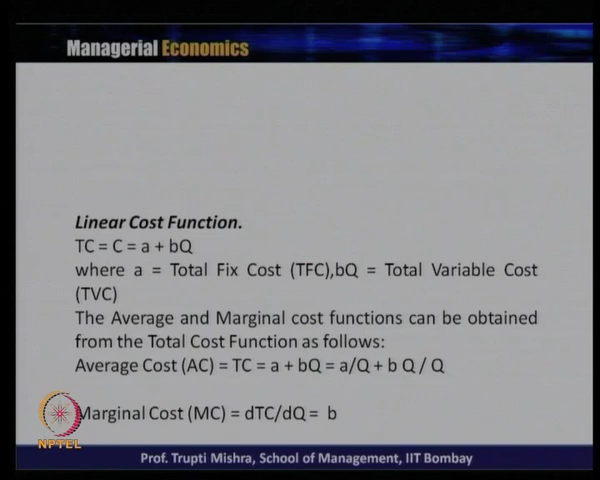 Managerial Economics
Linear Cost Function.
TC = C = a + bQ
where a = Total Fix Cost (TFC),bQ = Total Variable Cost
(TVC)
The Average and Marginal cost functions can be obtained
from the Total Cost Function as follows:
Average Cost (AC) = TC = a + bQ = a/Q + b Q / Q
Marginal Cost (MC) = dTC/dQ = b
NPTEL
Prof. Trupti Mishra, School of Management, IIT Bombay